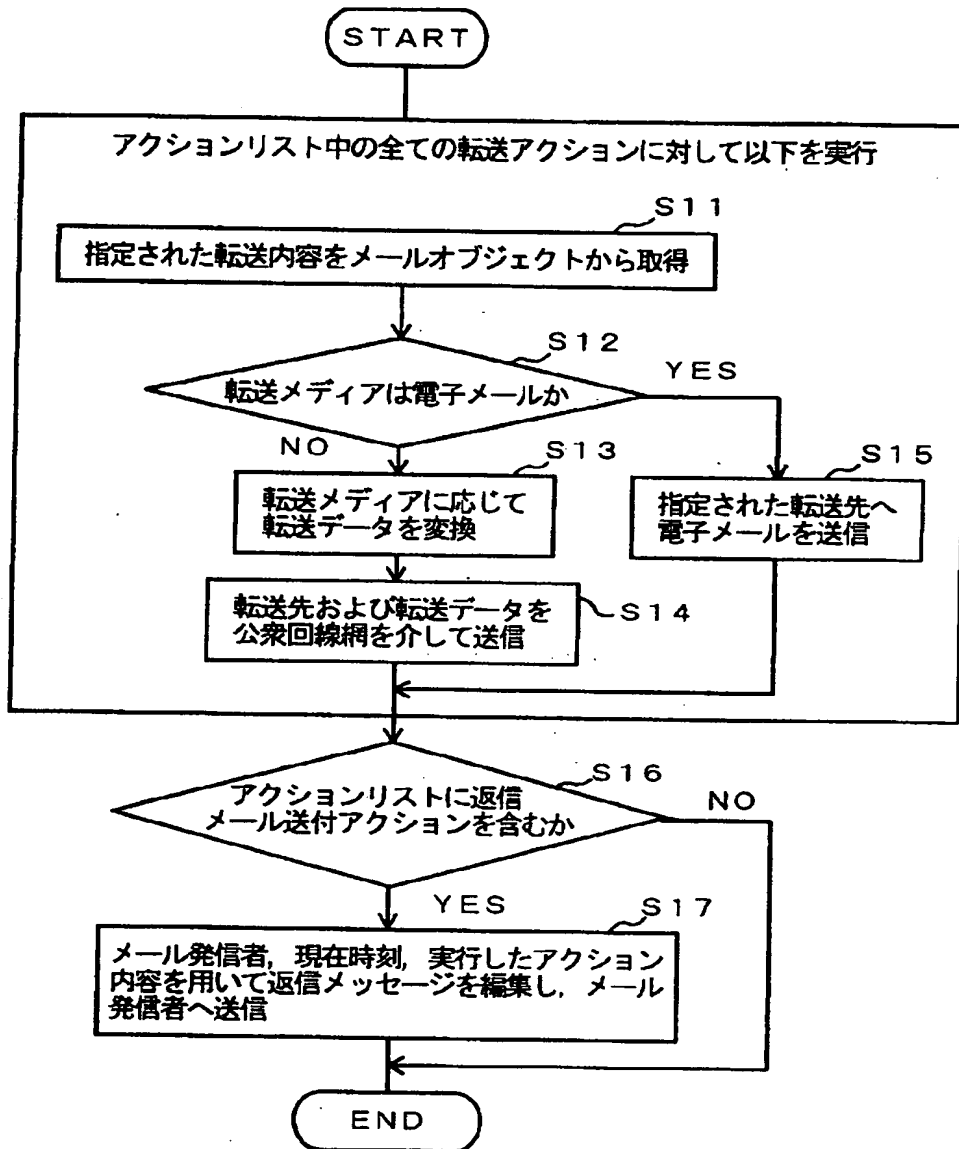 START
アクションリスト中の全ての転送アクションに対して以下を実行
S11
指定された転送内容をメールオブジェクトから取得
S12
転送メディアは電子メールか
YES
NO
S13
転送メディアに応じて
転送データを変換
S15
指定された転送先へ
電子メールを送信
転送先および転送データを
公衆回線網を介して送信
S14
S16
アクションリストに返信
メール送付アクションを含むか
NO
YES
S17
メール発信者，現在時刻，実行したアクション
内容を用いて返信メッセージを編集し，メール
発信者へ送信
END